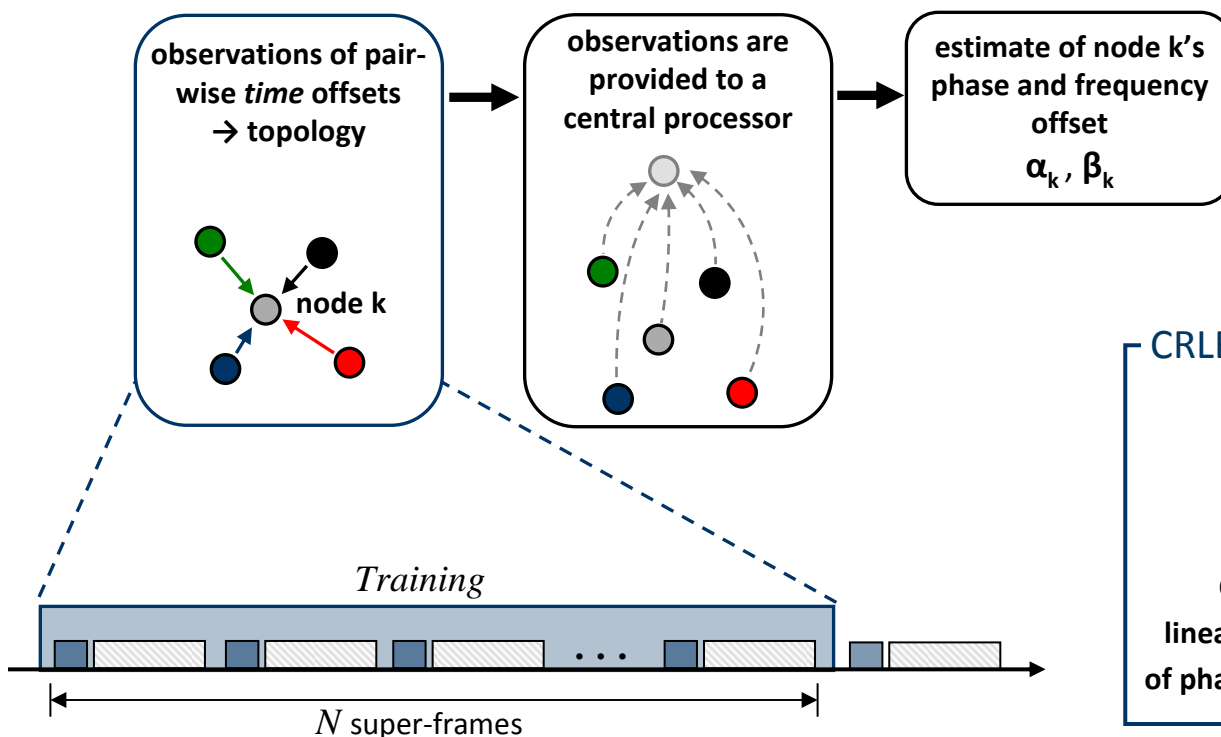 observations of pair-
wise time offsets
→ topology
node k
observations are
provided to a
central processor
estimate of node k's
phase and frequency
offset
αk , βk
Training
• • •
N super-frames
linea
of pha